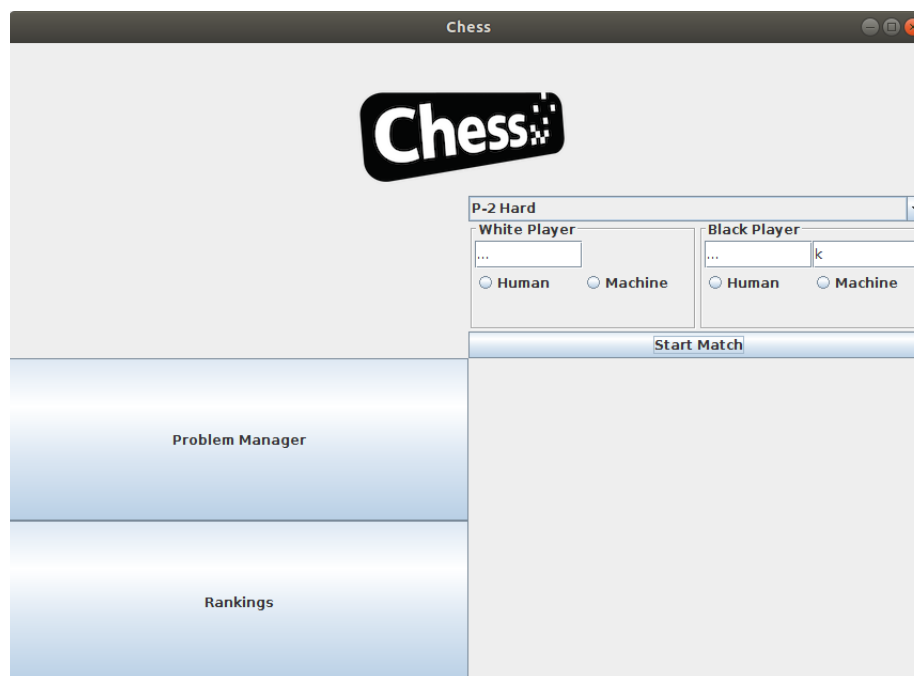 Chess
Chess
P-2 Hard
White Player
Black Player
...
...
k
Human
Machine
Human
Machine
Start Match
Problem Manager
Rankings